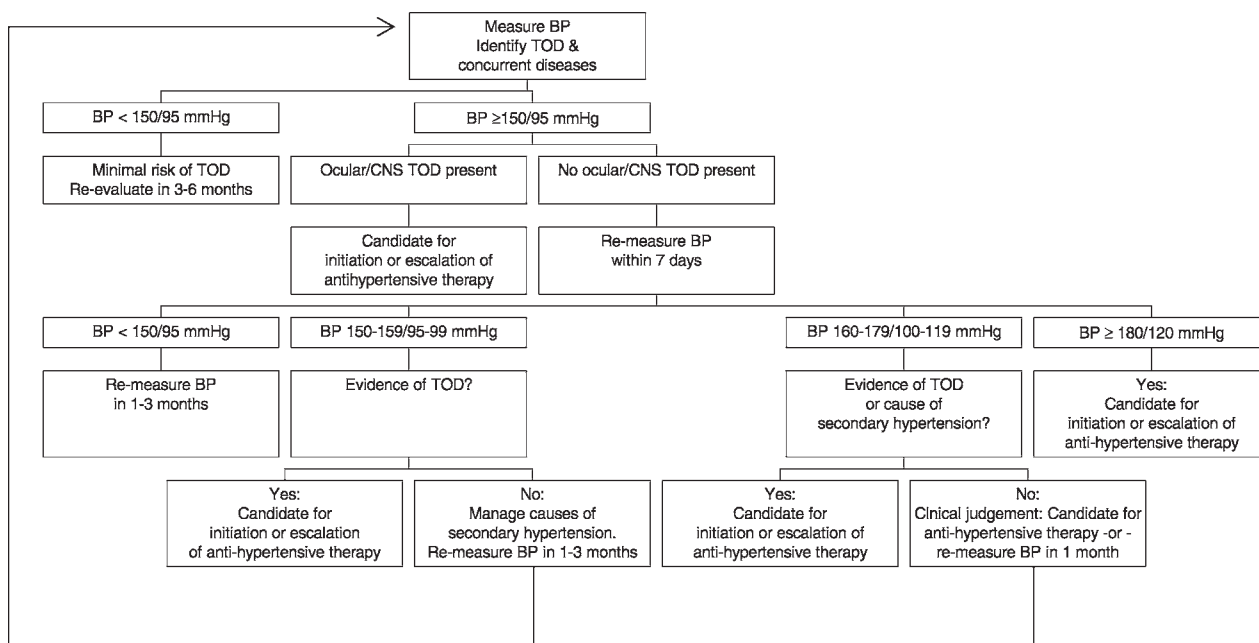 Measure BP
Identify TOD &
concurrent diseases
BP < 150/95 mmHg
BP ≥150/95 mmHg
Minimal risk of TOD
Re-evaluate in 3-6 months
Ocular/CNS TOD present
No ocular/CNS TOD present
Candidate for
initiation or escalation of
antihypertensive therapy
Re-measure BP
within 7 days
BP < 150/95 mmHg
BP 150-159/95-99 mmHg
BP 160-179/100-119 mmHg
BP ≥ 180/120 mmHg
Re-measure BP
in 1-3 months
Evidence of TOD?
Evidence of TOD
or cause of
secondary hypertension?
Yes:
Candidate for
initiation or escalation of
anti-hypertensive therapy
Yes:
Candidate for
initiation or escalation
of anti-hypertensive therapy
No:
Manage causes of
secondary hypertension.
Re-measure BP in 1-3 months
Yes:
Candidate for
initiation or escalation of
anti-hypertensive therapy
No:
Clinical judgement: Candidate for
anti-hypertensive therapy -or -
re-measure BP in 1 month